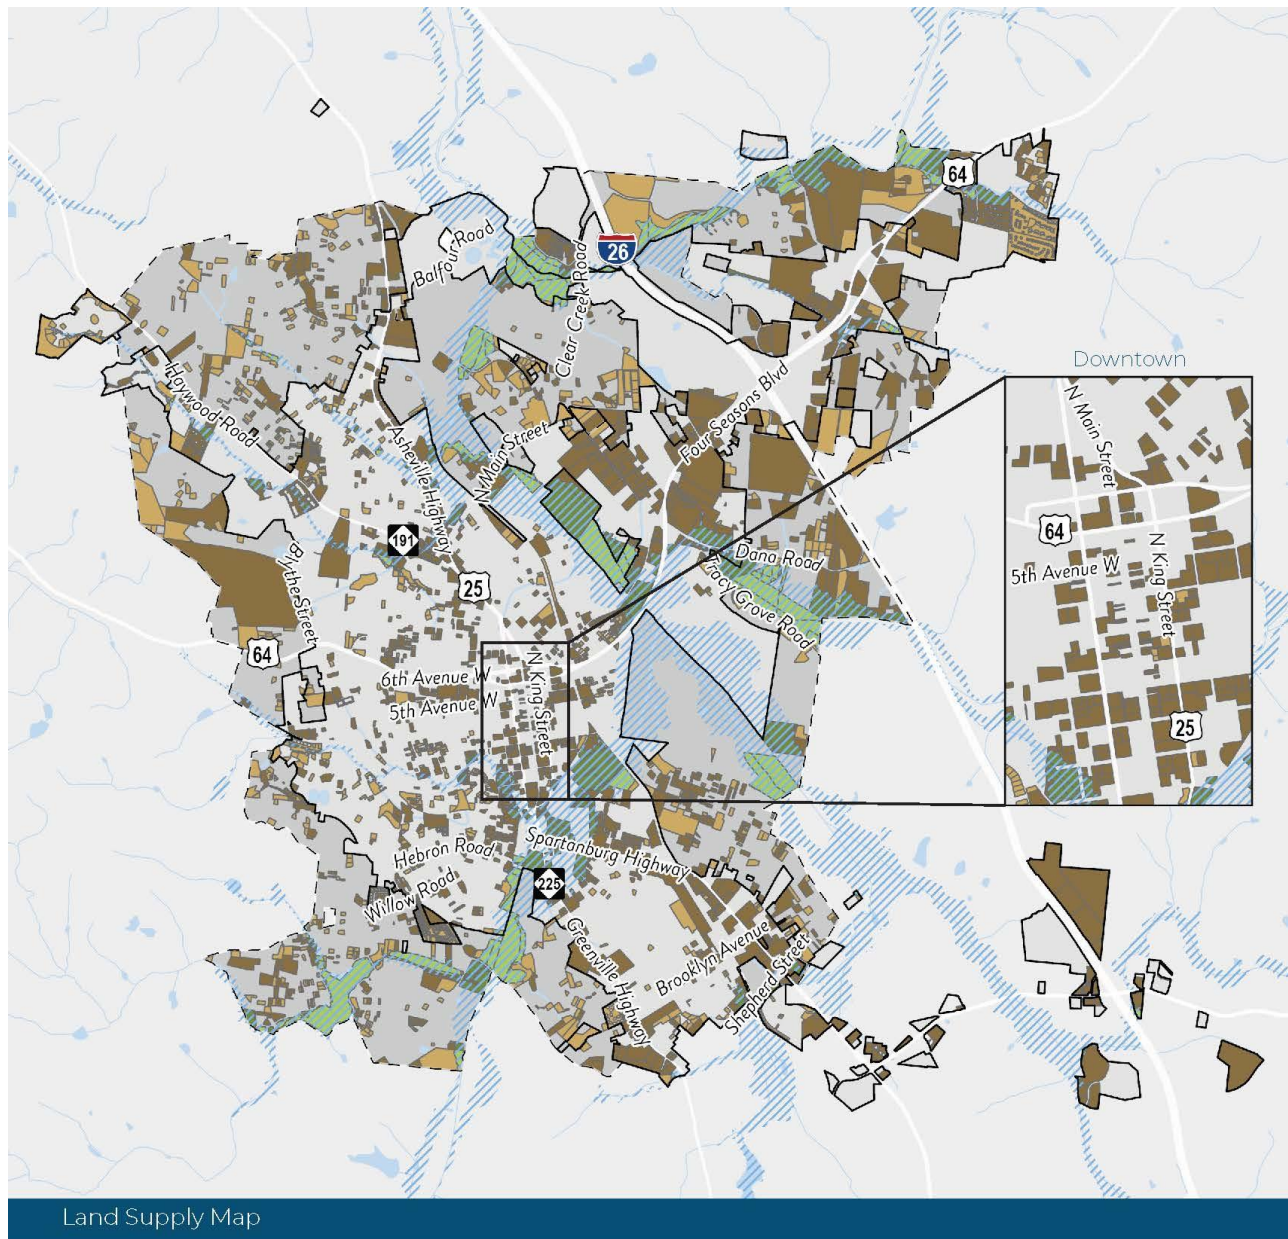 64
Balfour Road
26
Clear Creek Road
Downtown
Haywood Road
Four Seasons Blvd
N Main Street
Asheville Highway
N Main Street
64
191
Dana Road
5th Avenue W
N King Street
Blythe Street
25
Tracy Grove Road
64
6th Avenue W
5th Avenue W
N King Street
25
Hebron Road
Spartanburg Highway
Willow Road
225
Greenville Highway
Brooklyn Avenue
Shepherd Street
Land Supply Map